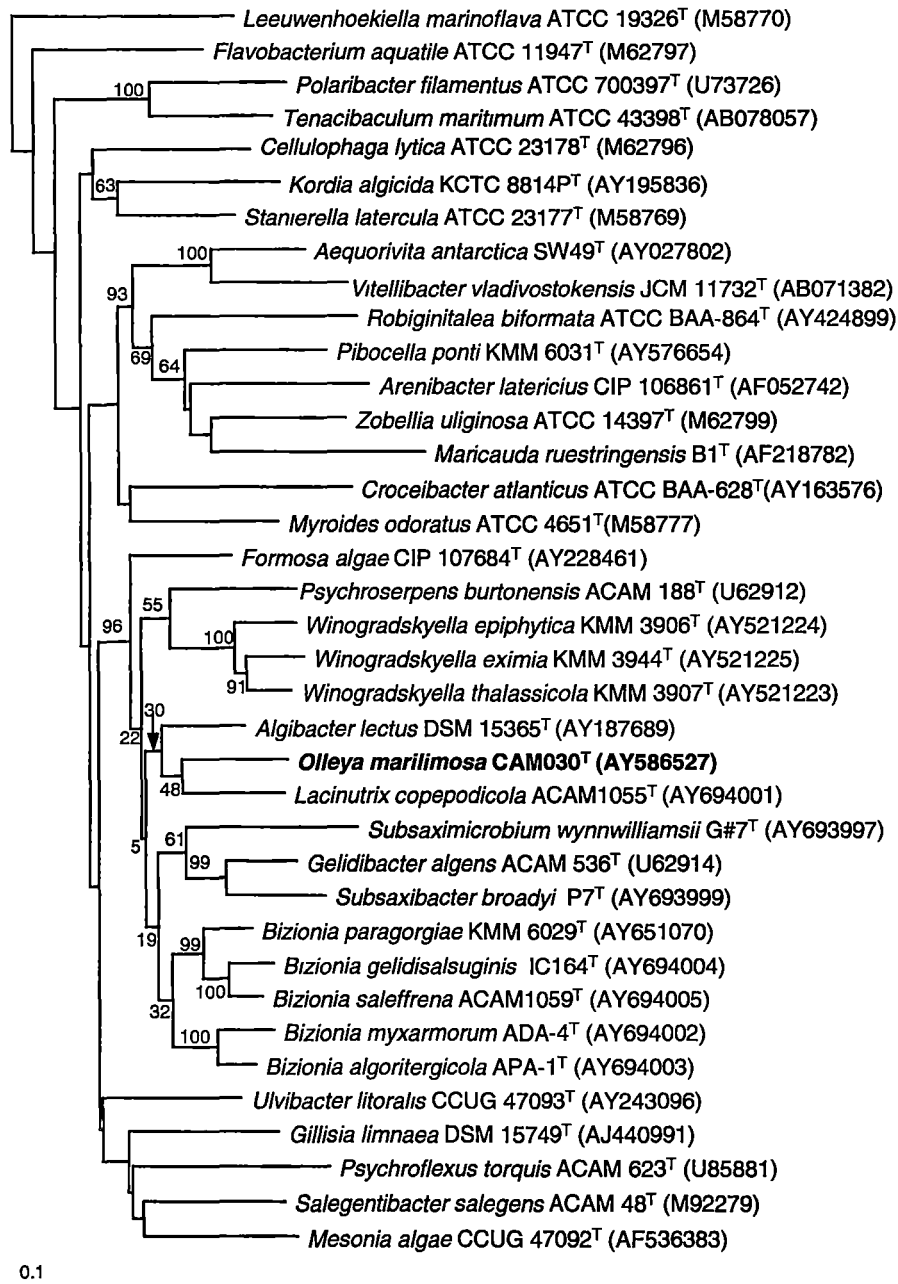 Leeuwenhoekiella marinoflava ATCC 19326T (M58770)
Flavobacterium aquatile ATCC 11947T (M62797)
100
Polaribacter filamentus ATCC 700397T (U73726)
Tenacibaculum maritimum ATCC 43398T (AB078057)
Cellulophaga lytica ATCC 23178T (M62796)
63
Kordia algicida KCTC 8814PT (AY195836)
Stanierella latercula ATCC 23177T (M58769)
100
Aequorivita antarctica SW49T (AY027802)
Vitellibacter vladivostokensis JCM 11732T (AB071382)
93
Robiginitalea biformata ATCC BAA-864T (AY424899)
69
64
Pibocella ponti KMM 6031T (AY576654)
Arenibacter latericius CIP 106861T (AF052742)
Zobellia uliginosa ATCC 14397T (M62799)
Maricauda ruestringensis B1T (AF218782)
Croceibacter atlanticus ATCC BAA-628T(AY163576)
Myroides odoratus ATCC 4651T(M58777)
Formosa algae CIP 107684T (AY228461)
96
55
Psychroserpens burtonensis ACAM 188T (U62912)
100
Winogradskyella epiphytica KMM 3906T (AY521224)
Winogradskyella eximia KMM 3944T (AY521225)
91
Winogradskyella thalassicola KMM 3907T (AY521223)
30
22
Algibacter lectus DSM 15365T (AY187689)
Olleya marilimosa CAM030T (AY586527)
48
Lacinutrix copepodicola ACAM1055T (AY694001)
5
61
Subsaximicrobium wynnwilliamsii G#7T (AY693997)
99
Gelidibacter algens ACAM 536T (U62914)
Subsaxibacter broadyi P7T (AY693999)
19
99
Bizionia paragorgiae KMM 6029T (AY651070)
Bizionia gelidisalsuginis IC164T (AY694004)
100
Bizionia saleffrena ACAM1059T (AY694005)
32
100
Bizionia myxarmorum ADA-4T (AY694002)
Bizionia algoritergicola APA-1T (AY694003)
Ulvibacter litoralis CCUG 47093T (AY243096)
Gillisia limnaea DSM 15749T (AJ440991)
Psychroflexus torquis ACAM 623T (U85881)
Salegentibacter salegens ACAM 48T (M92279)
Mesonia algae CCUG 47092T (AF536383)
0.1